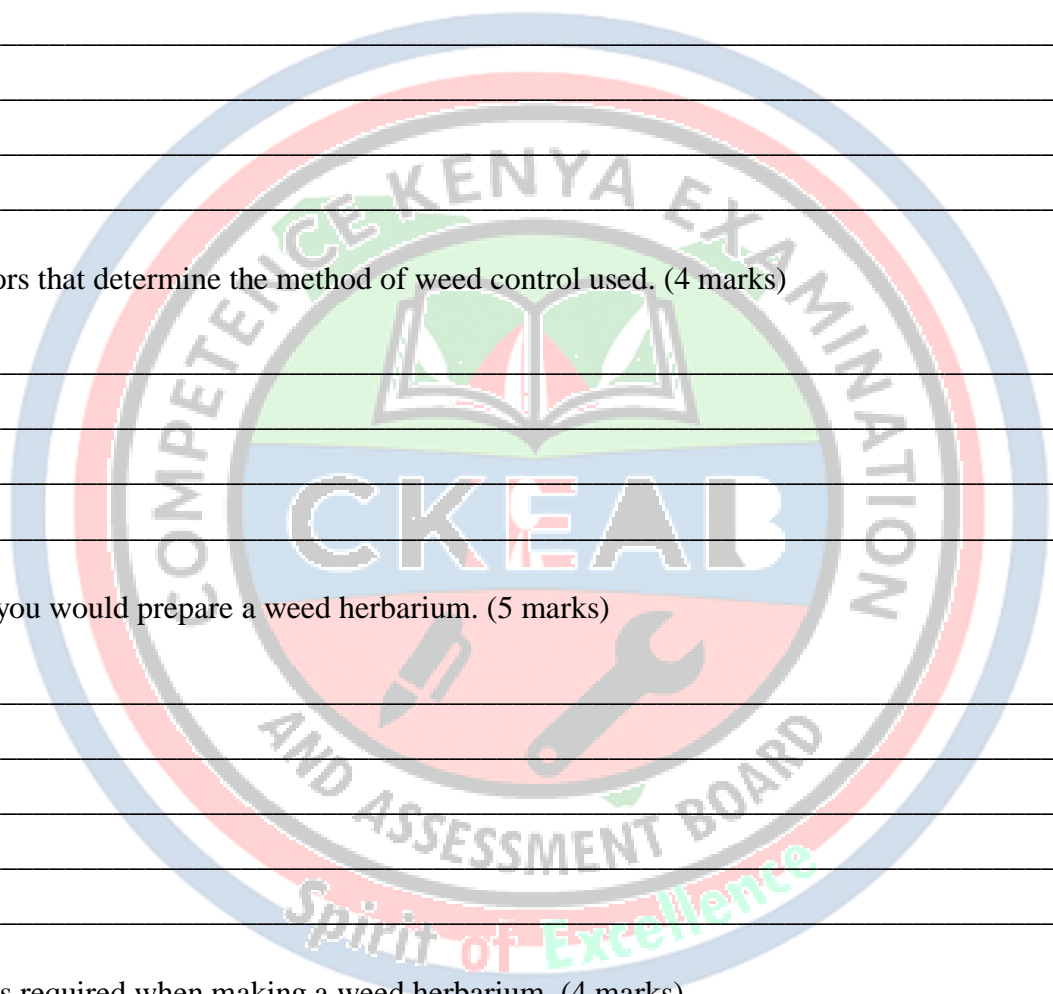 COMPETENCE KENYA EXAMINATION
ors that determine the method of weed control used. (4 marks)
CKEAB
you would prepare a weed herbarium. (5 marks)
AND ASSESSMENT BOARD
Spirit of Excellence
s required when making a weed herbarium. (4 marks)